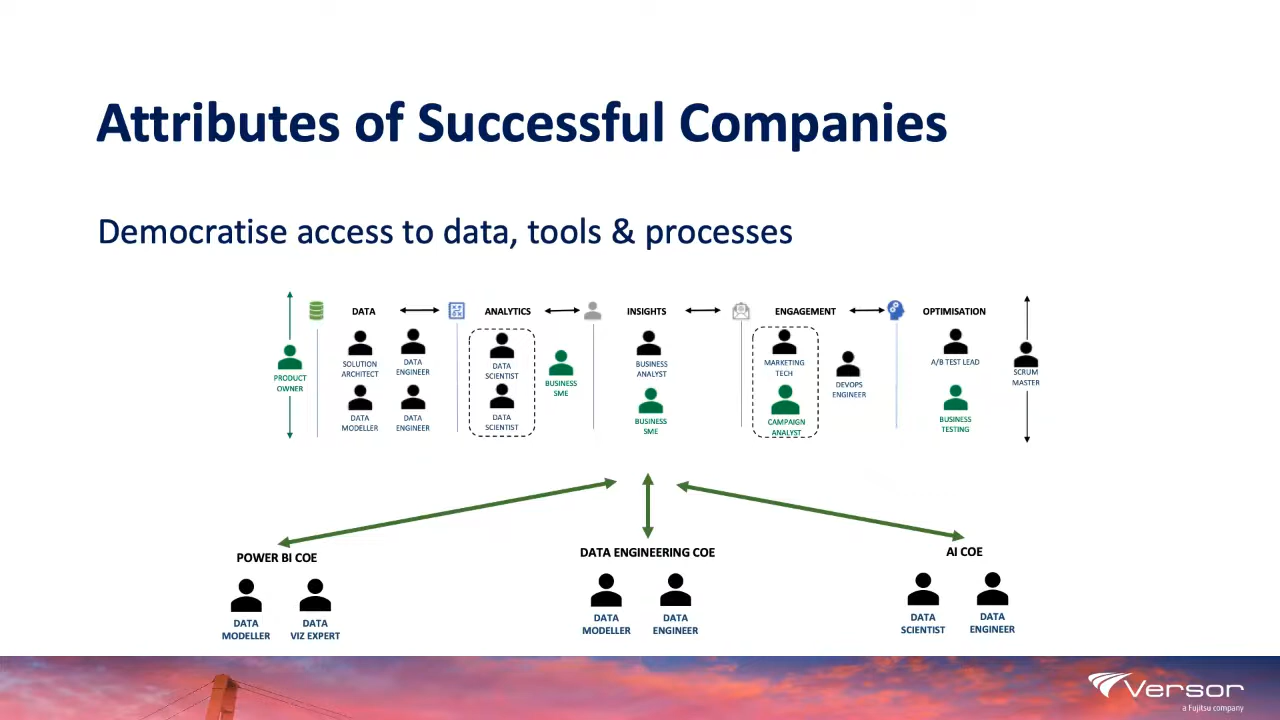 Attributes of Successful Companies
Democratise access to data, tools & processes
DATA
ANALYTICS
INSIGHTS
ENGAGEMENT
OPTIMISATION
PRODUCT
OWNER
SOLUTION
ARCHITECT
DATA
ENGINEER
DATA
MODELLER
DATA
ENGINEER
DATA
SCIENTIST
DATA
SCIENTIST
BUSINESS
SME
BUSINESS
ANALYST
BUSINESS
SME
MARKETING
TECH
CAMPAIGN
ANALYST
DEVOPS
ENGINEER
A/B TEST LEAD
BUSINESS
TESTING
SCRUM
MASTER
POWER BI COE
DATA
MODELLER
DATA
VIZ EXPERT
DATA ENGINEERING COE
DATA
MODELLER
DATA
ENGINEER
AI COE
DATA
SCIENTIST
DATA
ENGINEER
Versor
a Fujitsu company